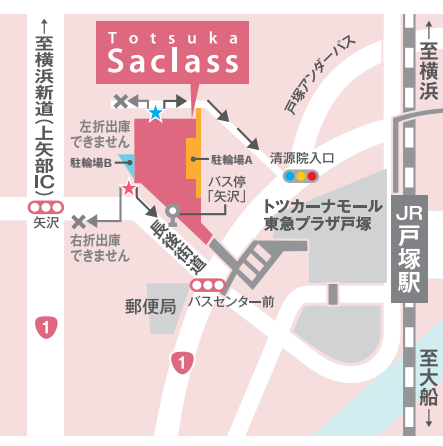 Totsuka
Saclass
←至横浜新道(上矢部IC)
戸塚アンダーパス
至横浜→
左折出庫
できません
駐輪場B
駐輪場A
清源院入口
バス停
「矢沢」
矢沢
右折出庫
できません
長後街道
トツカーナモール
東急プラザ戸塚
JR
戸塚駅
郵便局
バスセンター前
1
1
至大船→